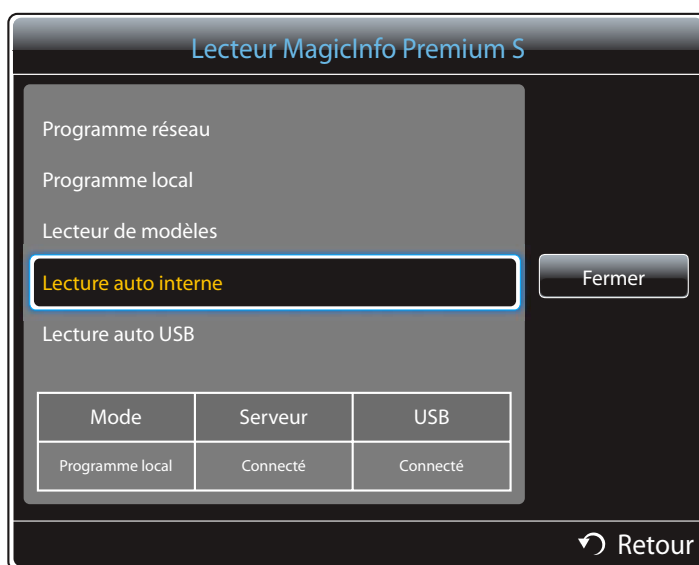 Lecteur MagicInfo Premium S
Programme réseau
Programme local
Lecteur de modèles
Lecture auto interne
Fermer
Lecture auto USB
Mode Serveur USB
Programme local Connecté Connecté
Retour